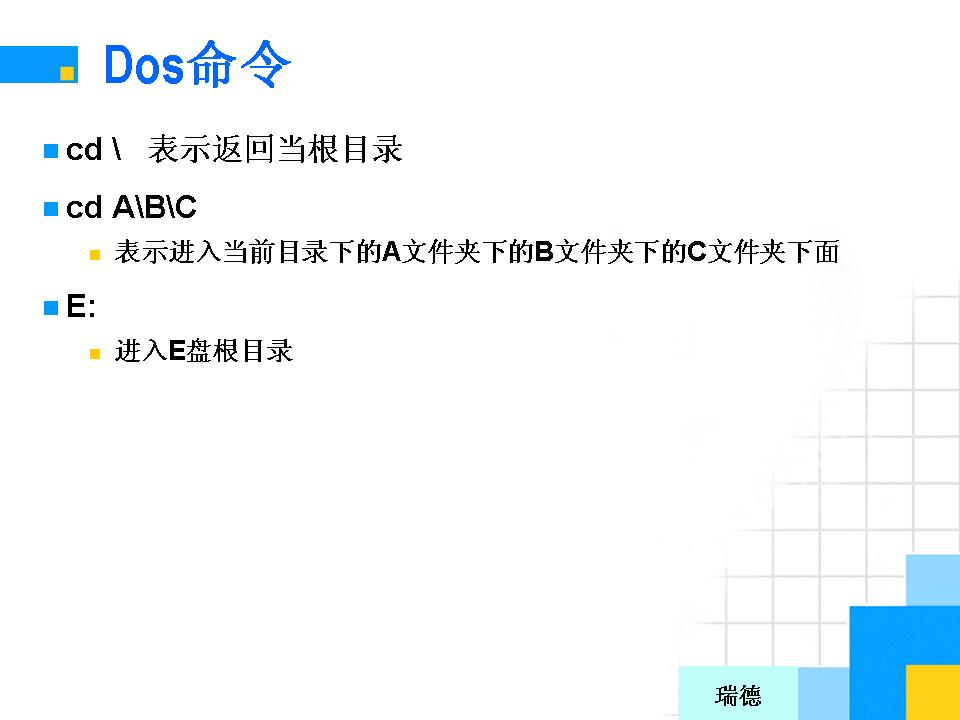 Dos命令
cd \ 表示返回当根目录
cd A\B\C
表示进入当前目录下的A文件夹下的B文件夹下的C文件夹下面
E:
进入E盘根目录
瑞德